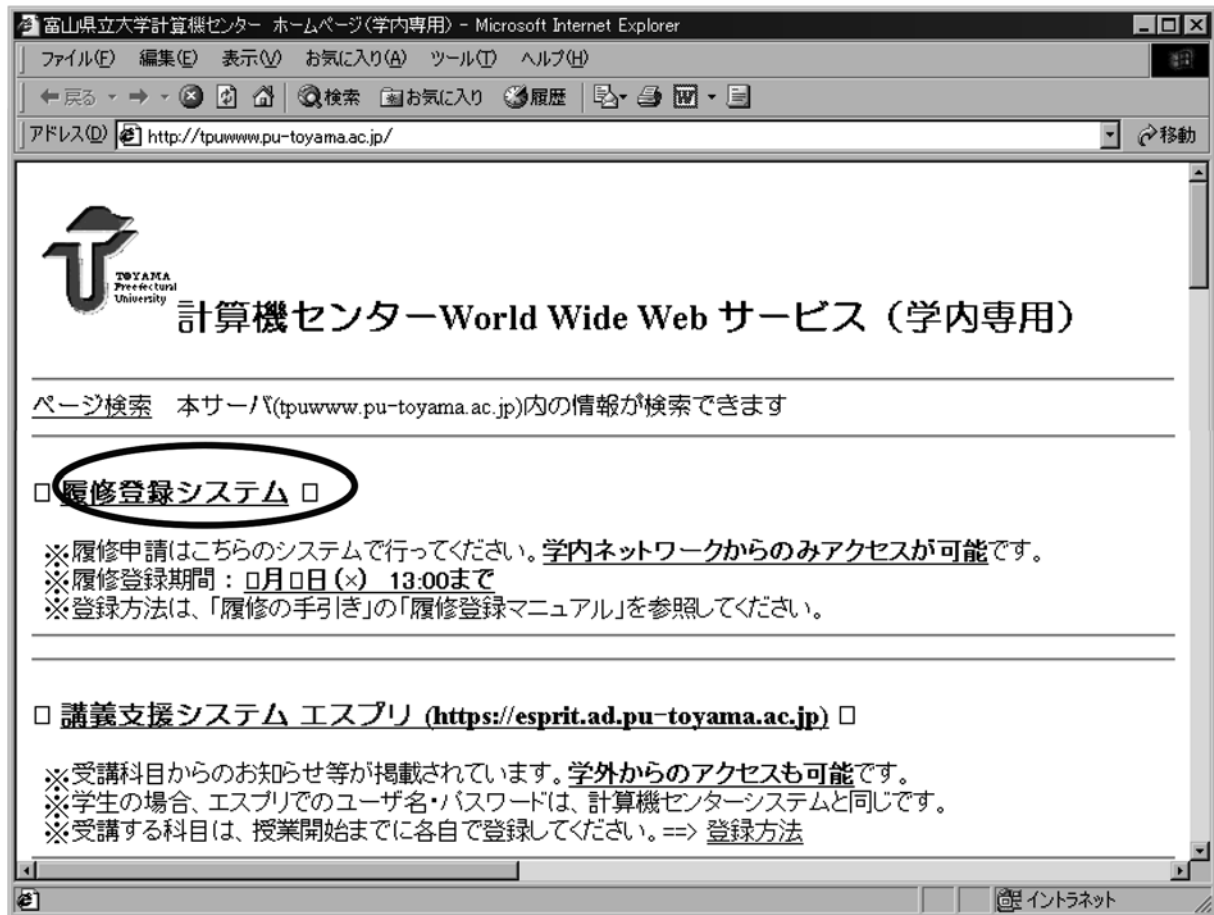 富山県立大学計算機センター ホームページ(学内専用) - Microsoft Internet Explorer
ファイル(F) 編集(E) 表示(V) お気に入り(A) ツール(T) ヘルプ(H)
戻る 検索 お気に入り 履歴
アドレス(D) http://tpuwww.pu-toyama.ac.jp/ 移動
TOYAMA
Prefectural
University
計算機センターWorld Wide Web サービス（学内専用）
ページ検索 本サーバ(tpuwww.pu-toyama.ac.jp)内の情報が検索できます
□ 履修登録システム □
※履修申請はこちらのシステムで行ってください。学内ネットワークからのみアクセスが可能です。
※履修登録期間：□月□日(×) 13:00まで
※登録方法は、「履修の手引き」の「履修登録マニュアル」を参照してください。
□ 講義支援システム エスプリ (https://esprit.ad.pu-toyama.ac.jp) □
※受講科目からのお知らせ等が掲載されています。学外からのアクセスも可能です。
※学生の場合、エスプリでのユーザ名・パスワードは、計算機センターシステムと同じです。
※受講する科目は、授業開始までに各自で登録してください。==> 登録方法
イントラネット